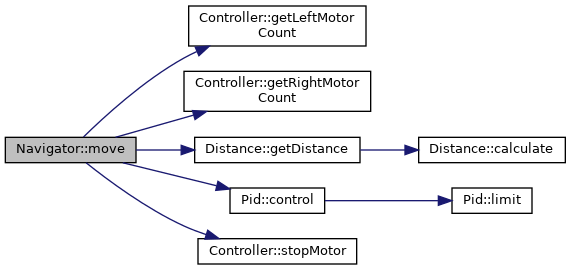 Controller::getLeftMotor
Count
Controller::getRightMotor
Count
Navigator::move
Distance::getDistance
Distance::calculate
Pid::control
Pid::limit
Controller::stopMotor